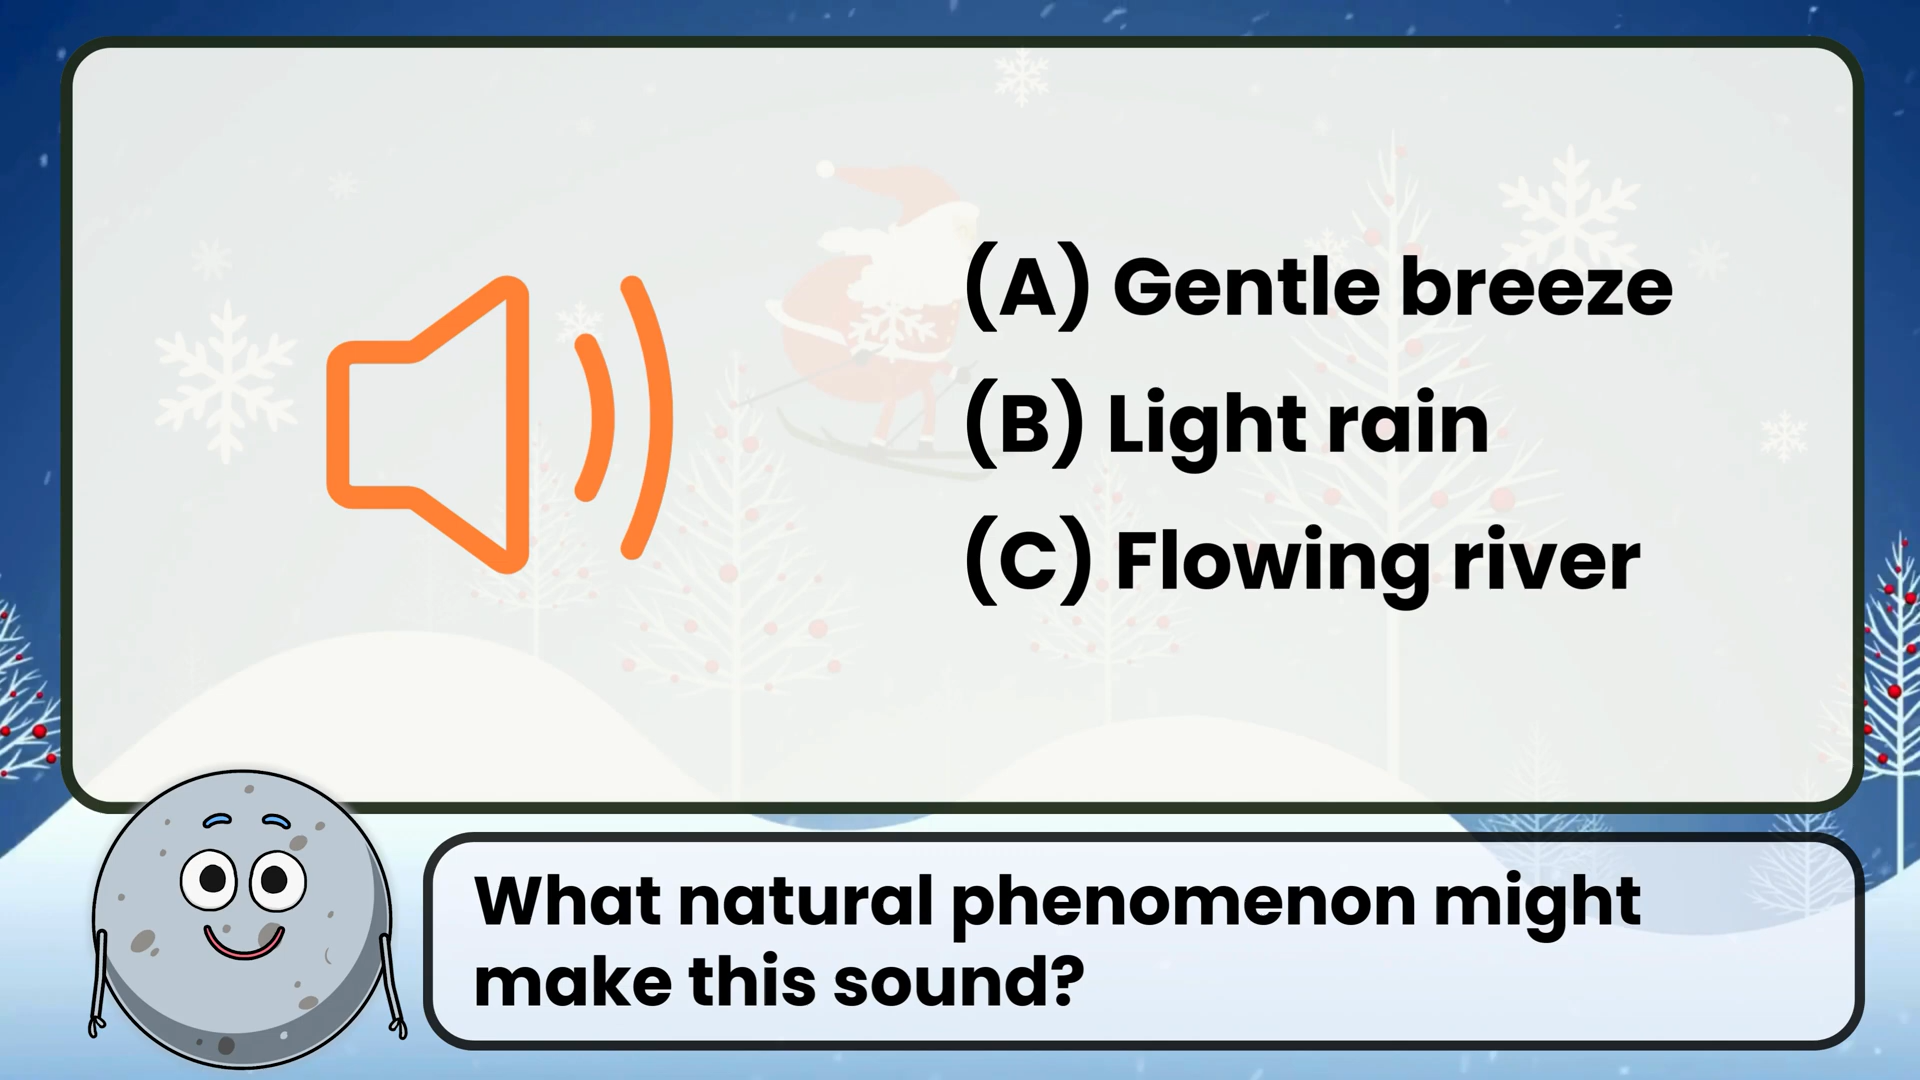 (A) Gentle breeze
(B) Light rain
(C) Flowing river
What natural phenomenon might
make this sound?